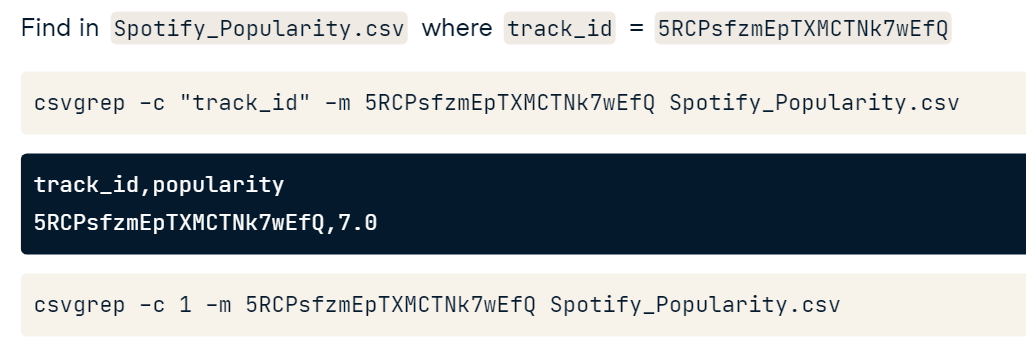 Find in Spotify_Popularity.csv where track_id = 5RCPsfzmEpTXMCTNk7wEfQ
csvgrep -c "track_id" -m 5RCPsfzmEpTXMCTNk7wEfQ Spotify_Popularity.csv
track_id,popularity
5RCPsfzmEpTXMCTNk7wEfQ,7.0
csvgrep -c 1 -m 5RCPsfzmEpTXMCTNk7wEfQ Spotify_Popularity.csv